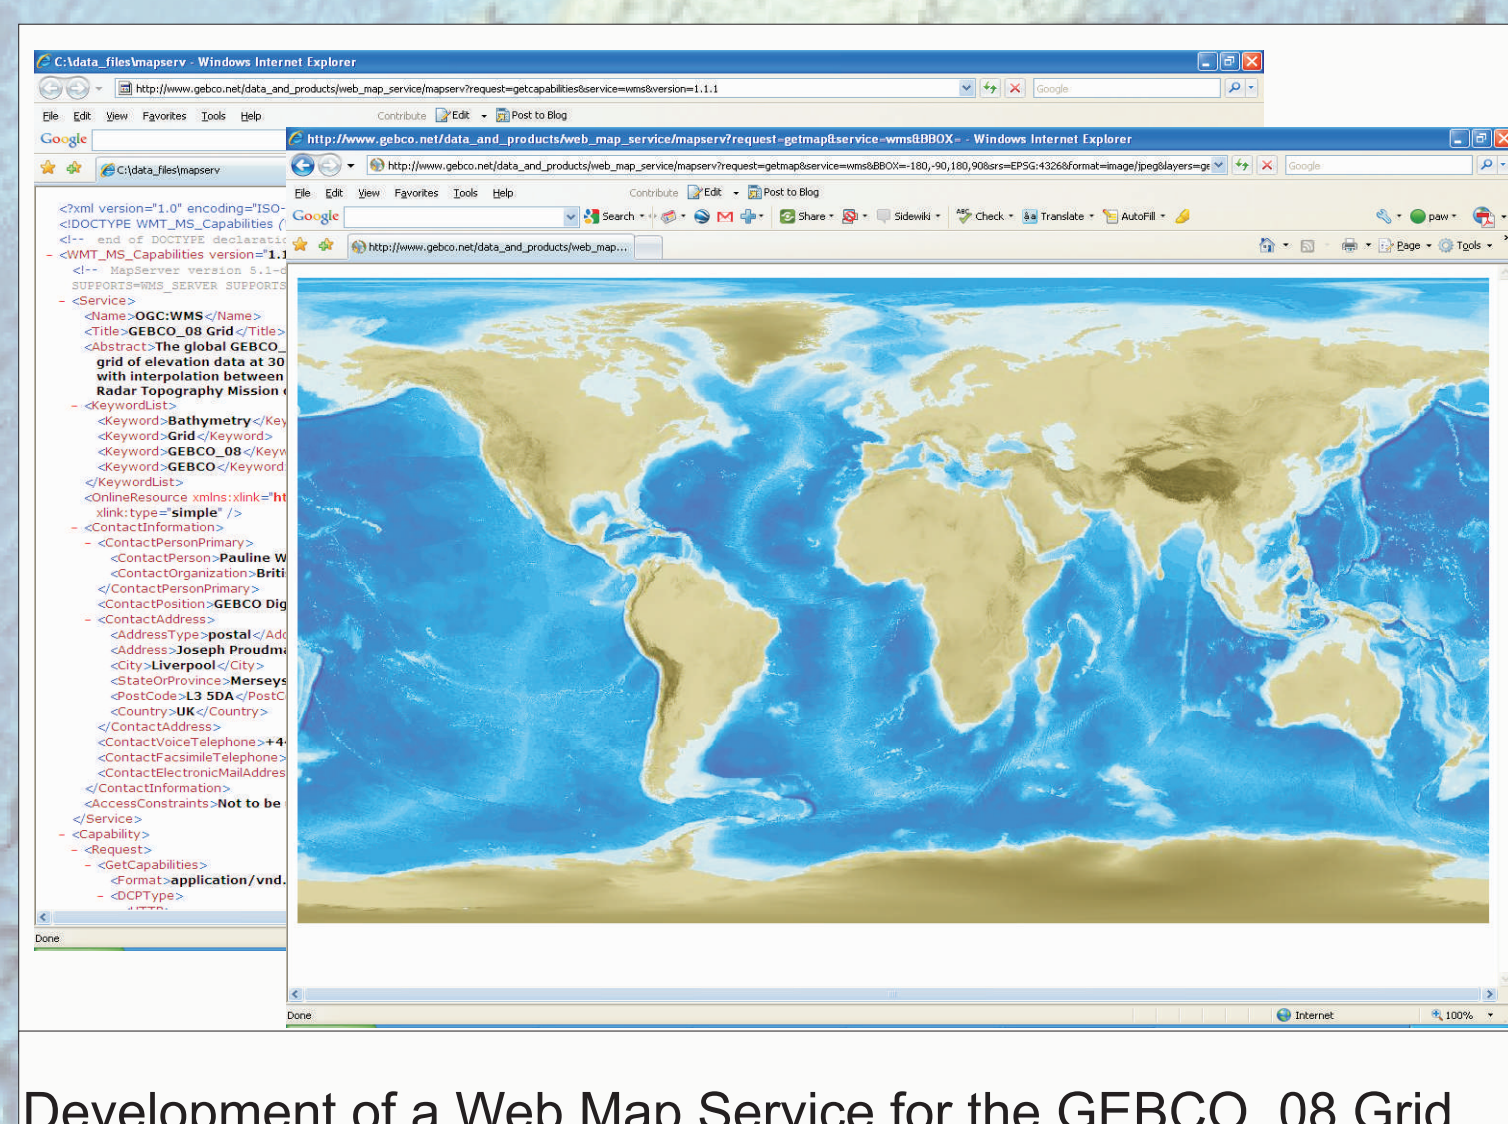 C:\data_files\mapserv - Windows Internet Explorer
http://www.gebco.net/data_and_products/web_map_service/mapserv?request=getcapabilities&service=wms&version=1.1.1
Google
File Edit View Favorites Tools Help
Contribute Edit Post to Blog
Google
C:\data_files\mapserv
<?xml version="1.0" encoding="ISO-
<!DOCTYPE WMT_MS_Capabilities
<!-- end of DOCTYPE declaratio
- <WMT_MS_Capabilities version="1.1
<!-- MapServer version 5.1-d
SUPPORTS=WMS_SERVER SUPPORTS
- <Service>
<Name>OGC:WMS</Name>
<Title>GEBCO_08 Grid</Title>
<Abstract>The global GEBCO_
grid of elevation data at 30
with interpolation between
Radar Topography Mission
- <KeywordList>
<Keyword>Bathymetry</Key
<Keyword>Grid</Keyword>
<Keyword>GEBCO_08</Keyw
<Keyword>GEBCO</Keyword
</KeywordList>
<OnlineResource xmlns:xlink="ht
xlink:type="simple" />
- <ContactInformation>
- <ContactPersonPrimary>
<ContactPerson>Pauline W
<ContactOrganization>Briti
</ContactPersonPrimary>
<ContactPosition>GEBCO Dig
- <ContactAddress>
<AddressType>postal</Add
<Address>Joseph Proudma
<City>Liverpool</City>
<StateOrProvince>Merseys
<PostCode>L3 5DA</PostC
<Country>UK</Country>
</ContactAddress>
<ContactVoiceTelephone>+4
<ContactFacsimileTelephone>
<ContactElectronicMailAddres
</ContactInformation>
<AccessConstraints>Not to be
</Service>
- <Capability>
- <Request>
- <GetCapabilities>
<Format>application/vnd.
- <DCPType>
Done
http://www.gebco.net/data_and_products/web_map_service/mapserv?request=getmap&service=wms&BBOX=- - Windows Internet Explorer
http://www.gebco.net/data_and_products/web_map_service/mapserv?request=getmap&service=wms&BBOX=-180,-90,180,90&srs=EPSG:4326&format=image/jpeg&layers=ge
Google
File Edit View Favorites Tools Help
Contribute Edit Post to Blog
Google Search Share Sidewiki Check Translate AutoFill paw
http://www.gebco.net/data_and_products/web_map...
Page Tools
Done
Internet
100%
Development of a Web Map Service for the GEBCO_08 Grid